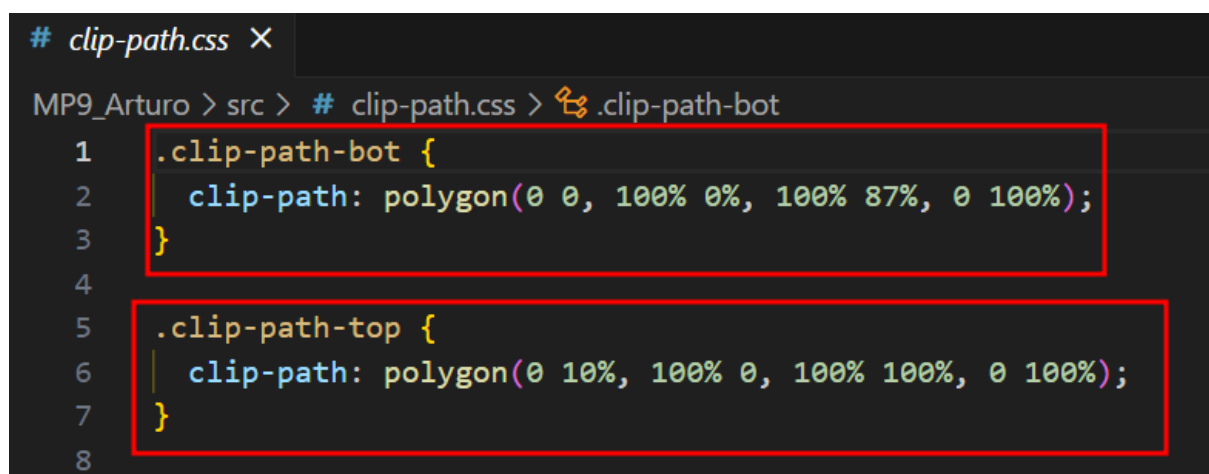 # clip-path.css ×
MP9_Arturo > src > # clip-path.css > .clip-path-bot
1 .clip-path-bot {
2 clip-path: polygon(0 0, 100% 0%, 100% 87%, 0 100%);
3 }
4
5 .clip-path-top {
6 clip-path: polygon(0 10%, 100% 0, 100% 100%, 0 100%);
7 }
8